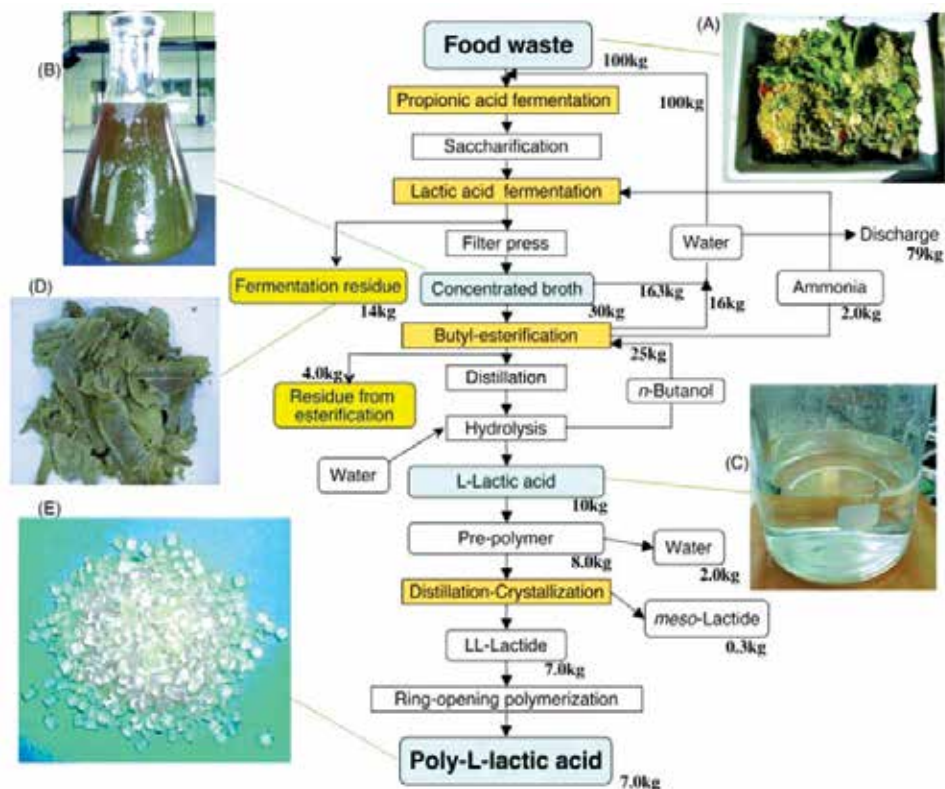 (A)
Food waste
100kg
(B)
100kg
Propionic acid fermentation
Saccharification
Lactic acid fermentation
Filter press
Water
Discharge
79kg
Fermentation residue
14kg
Concentrated broth
30kg
163kg
16kg
Ammonia
2.0kg
(D)
Butyl-esterification
25kg
4.0kg
Distillation
n-Butanol
Residue from
esterification
Hydrolysis
Water
(C)
L-Lactic acid
10kg
(E)
Pre-polymer
8.0kg
Water
2.0kg
Distillation-Crystallization
meso-Lactide
0.3kg
LL-Lactide
7.0kg
Ring-opening polymerization
Poly-L-lactic acid
7.0kg